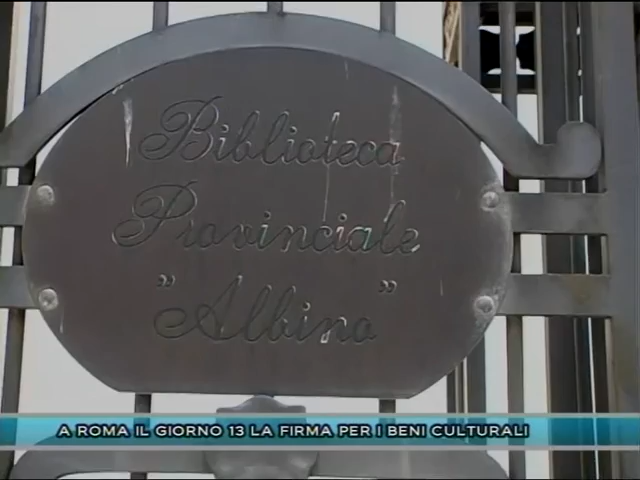 Biblioteca
Provinciale
"Albino"
A ROMA IL GIORNO 13 LA FIRMA PER I BENI CULTURALI